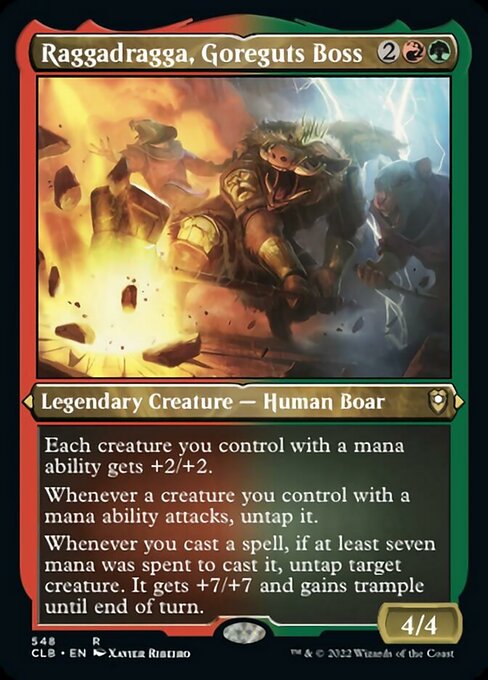 Raggadragga, Goreguts Boss 2
Legendary Creature — Human Boar
Each creature you control with a mana
ability gets +2/+2.
Whenever a creature you control with a
mana ability attacks, untap it.
Whenever you cast a spell, if at least seven
mana was spent to cast it, untap target
creature. It gets +7/+7 and gains trample
until end of turn.
4/4
548 R
CLB • EN Xavier Ribeiro
™ & © 2022 Wizards of the Coast